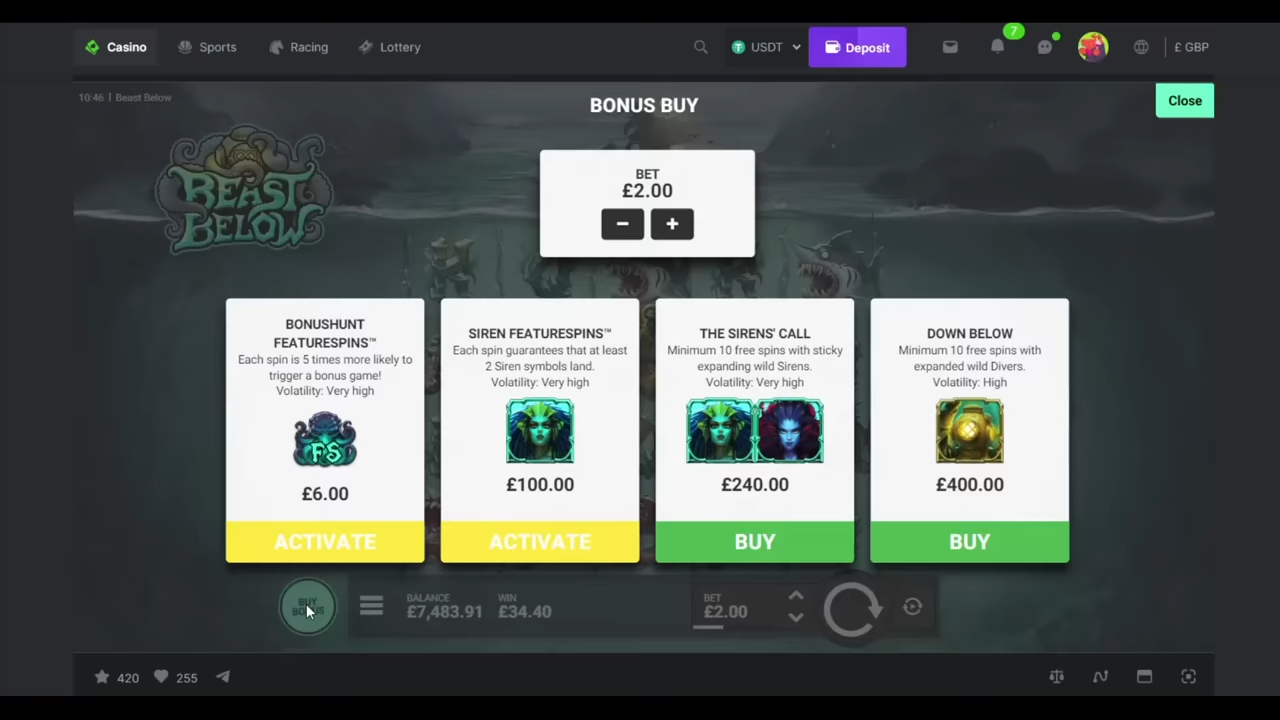 Casino
Sports
Racing
Lottery
USDT
Deposit
7
£ GBP
10:46 | Beast Below
BONUS BUY
Close
BEAST
BELOW
BET
£2.00
BONUSHUNT
FEATURESPINS™
Each spin is 5 times more likely to
trigger a bonus game!
Volatility: Very high
FS
£6.00
ACTIVATE
SIREN FEATURESPINS™
Each spin guarantees that at least
2 Siren symbols land.
Volatility: Very high
£100.00
ACTIVATE
THE SIRENS' CALL
Minimum 10 free spins with sticky
expanding wild Sirens.
Volatility: Very high
£240.00
BUY
DOWN BELOW
Minimum 10 free spins with
expanded wild Divers.
Volatility: High
£400.00
BUY
BUY
BONUS
BALANCE
£7,483.91
WIN
£34.40
BET
£2.00
420
255